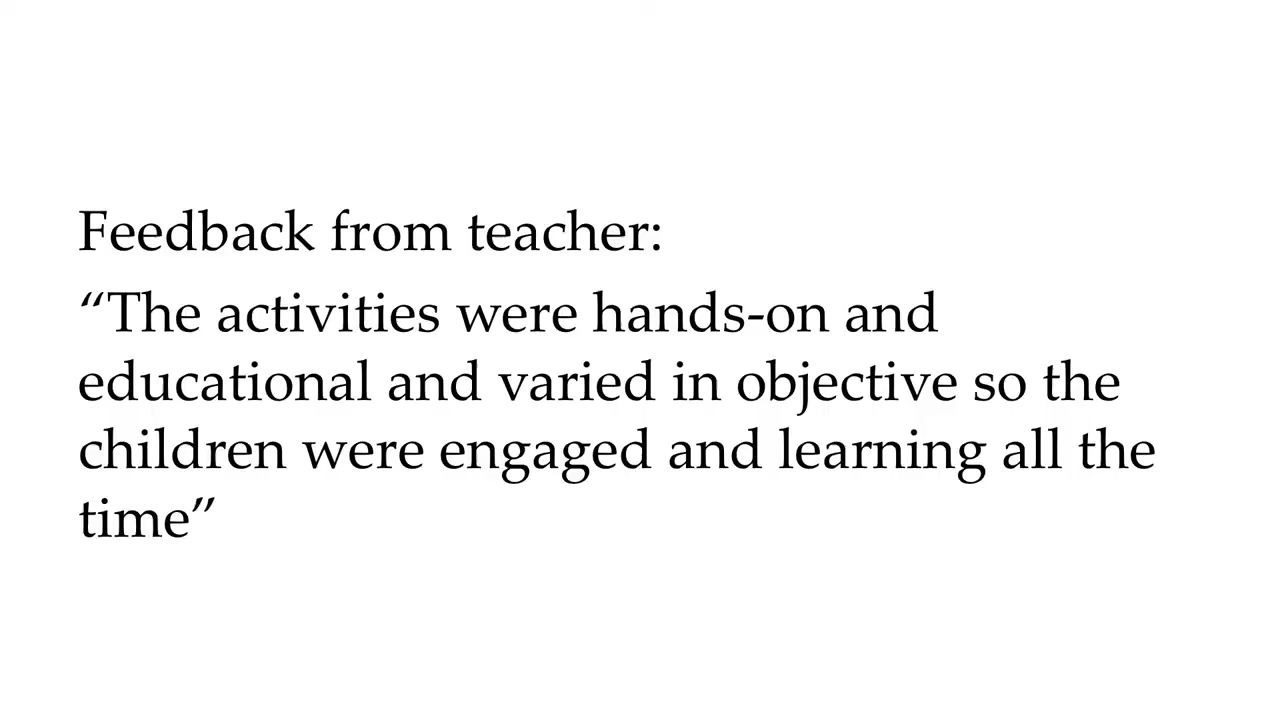 Feedback from teacher:
“The activities were hands-on and
educational and varied in objective so the
children were engaged and learning all the
time”